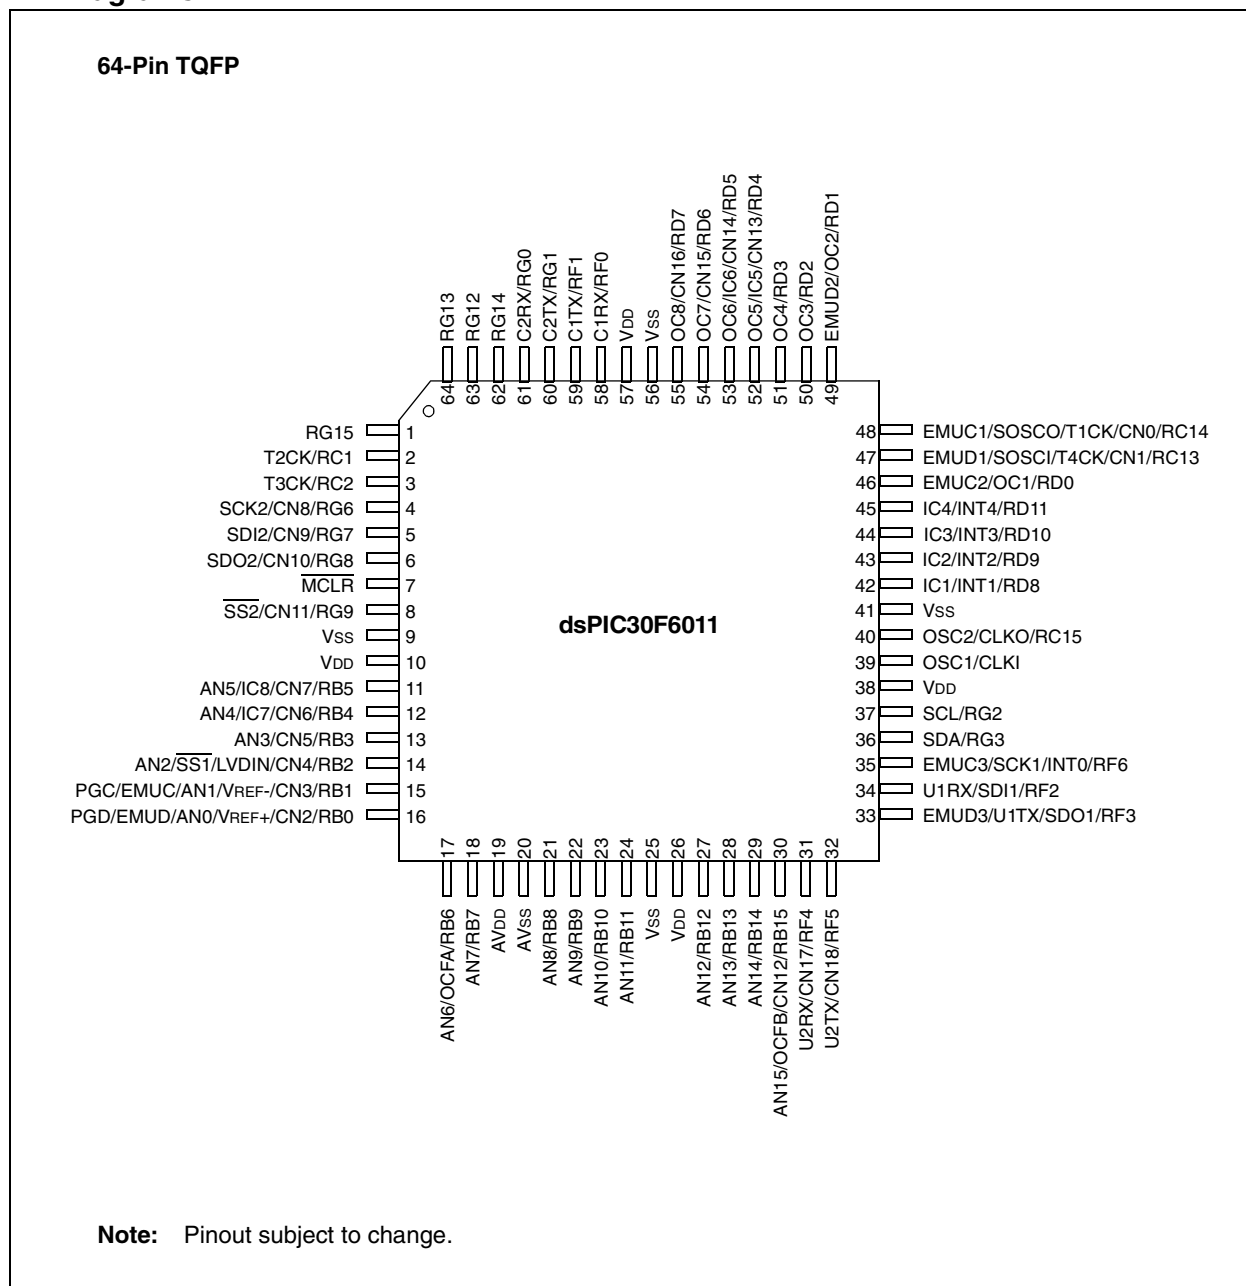 64-Pin TQFP
RG13
RG12
RG14
C2RX/RG0
C2TX/RG1
C1TX/RF1
C1RX/RF0
VDD
VSS
OC8/CN16/RD7
OC7/CN15/RD6
OC6/IC6/CN14/RD5
OC5/IC5/CN13/RD4
OC4/RD3
OC3/RD2
EMUD2/OC2/RD1
64
63
62
61
60
59
58
57
56
55
54
53
52
51
50
49
RG15 1
T2CK/RC1 2
T3CK/RC2 3
SCK2/CN8/RG6 4
SDI2/CN9/RG7 5
SDO2/CN10/RG8 6
MCLR 7
SS2/CN11/RG9 8
VSS 9
VDD 10
AN5/IC8/CN7/RB5 11
AN4/IC7/CN6/RB4 12
AN3/CN5/RB3 13
AN2/SS1/LVDIN/CN4/RB2 14
PGC/EMUC/AN1/VREF-/CN3/RB1 15
PGD/EMUD/AN0/VREF+/CN2/RB0 16
dsPIC30F6011
48 EMUC1/SOSCO/T1CK/CN0/RC14
47 EMUD1/SOSCI/T4CK/CN1/RC13
46 EMUC2/OC1/RD0
45 IC4/INT4/RD11
44 IC3/INT3/RD10
43 IC2/INT2/RD9
42 IC1/INT1/RD8
41 VSS
40 OSC2/CLKO/RC15
39 OSC1/CLKI
38 VDD
37 SCL/RG2
36 SDA/RG3
35 EMUC3/SCK1/INT0/RF6
34 U1RX/SDI1/RF2
33 EMUD3/U1TX/SDO1/RF3
17
18
19
20
21
22
23
24
25
26
27
28
29
30
31
32
AN6/OCFA/RB6
AN7/RB7
AVDD
AVSS
AN8/RB8
AN9/RB9
AN10/RB10
AN11/RB11
VSS
VDD
AN12/RB12
AN13/RB13
AN14/RB14
AN15/OCFB/CN12/RB15
U2RX/CN17/RF4
U2TX/CN18/RF5
Note: Pinout subject to change.